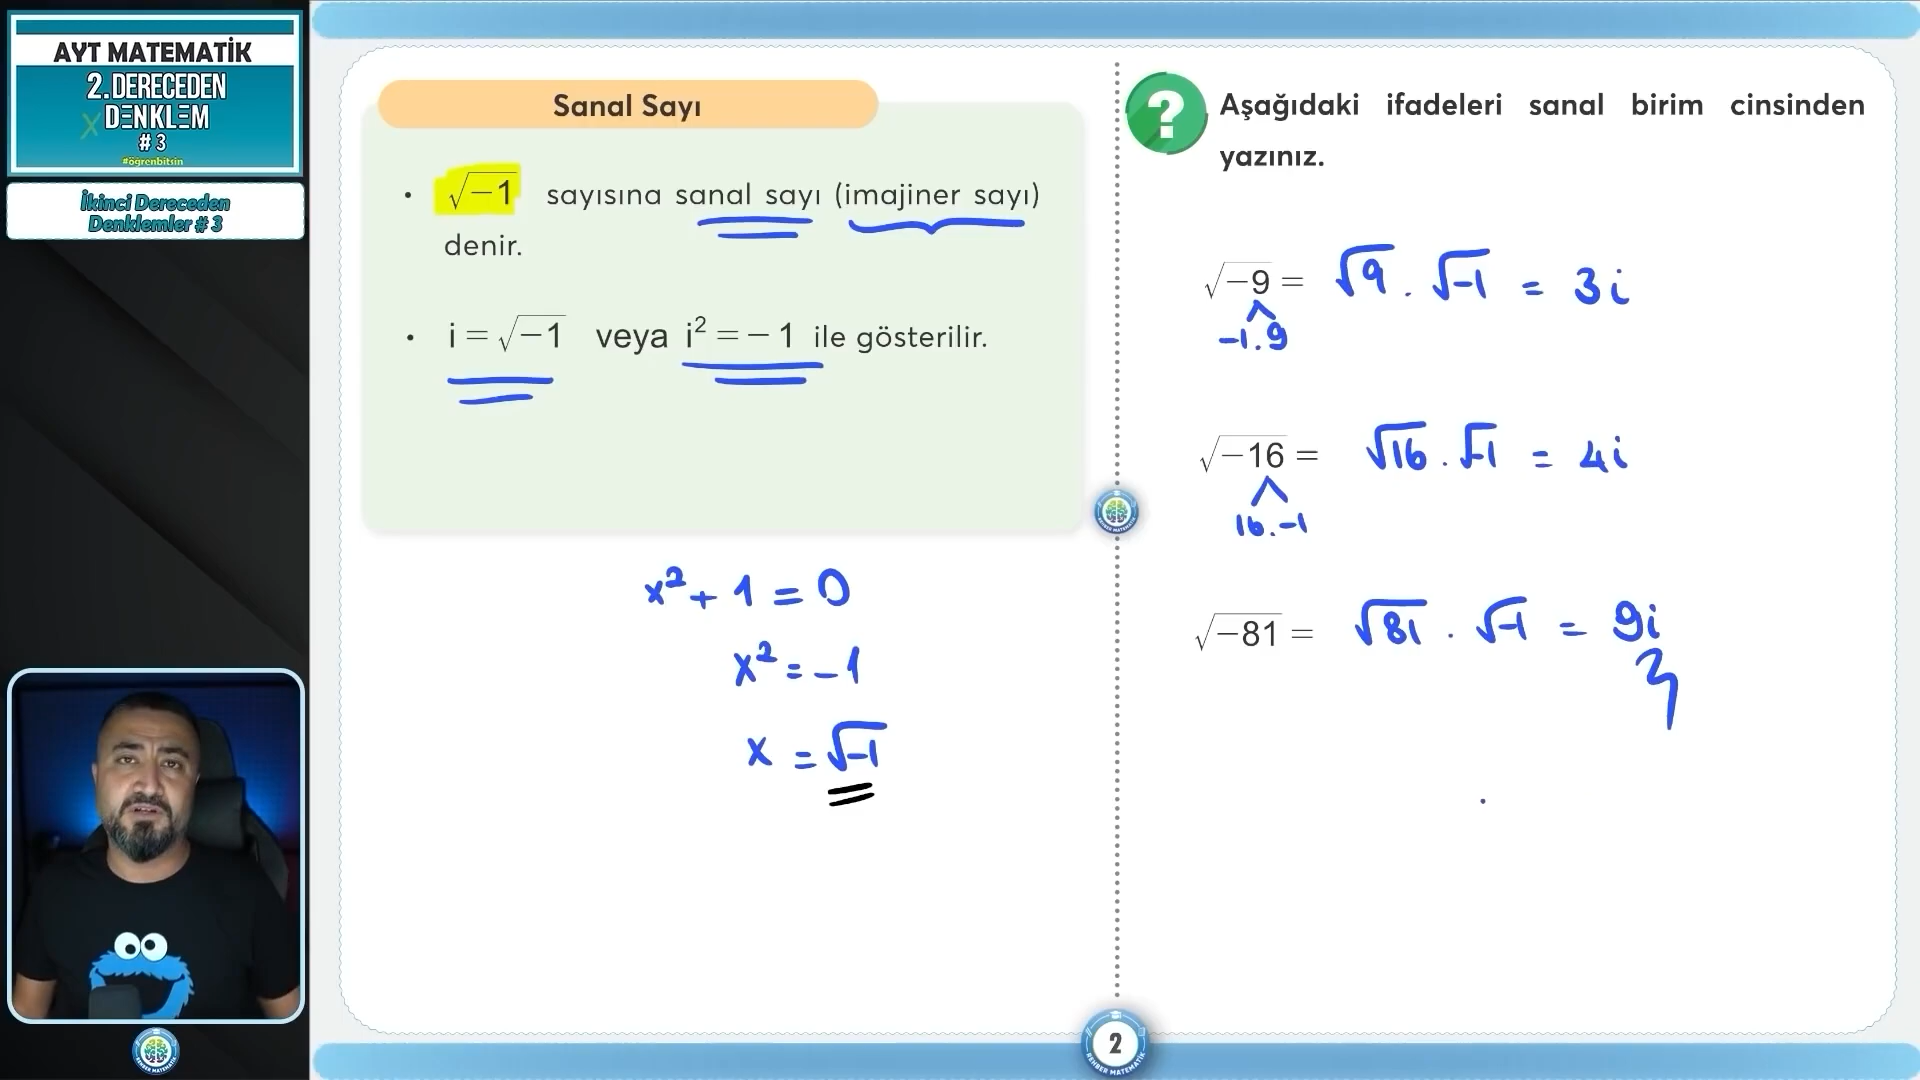 AYT MATEMATİK
2.DERECEDEN
DENKLEM
# 3
#öğrenbitsin
İkinci Dereceden
Denklemler # 3
Sanal Sayı
• √-1 sayısına sanal sayı (imajiner sayı)
denir.
• i = √-1 veya i² = -1 ile gösterilir.
x² + 1 = 0
x² = -1
x = √-1
? Aşağıdaki ifadeleri sanal birim cinsinden
yazınız.
√-9 = √9 . √-1 = 3i
-1.9
√-16 = √16 . √-1 = 4i
16.-1
√-81 = √81 . √-1 = 9i
2
REHBER MATEMATİK